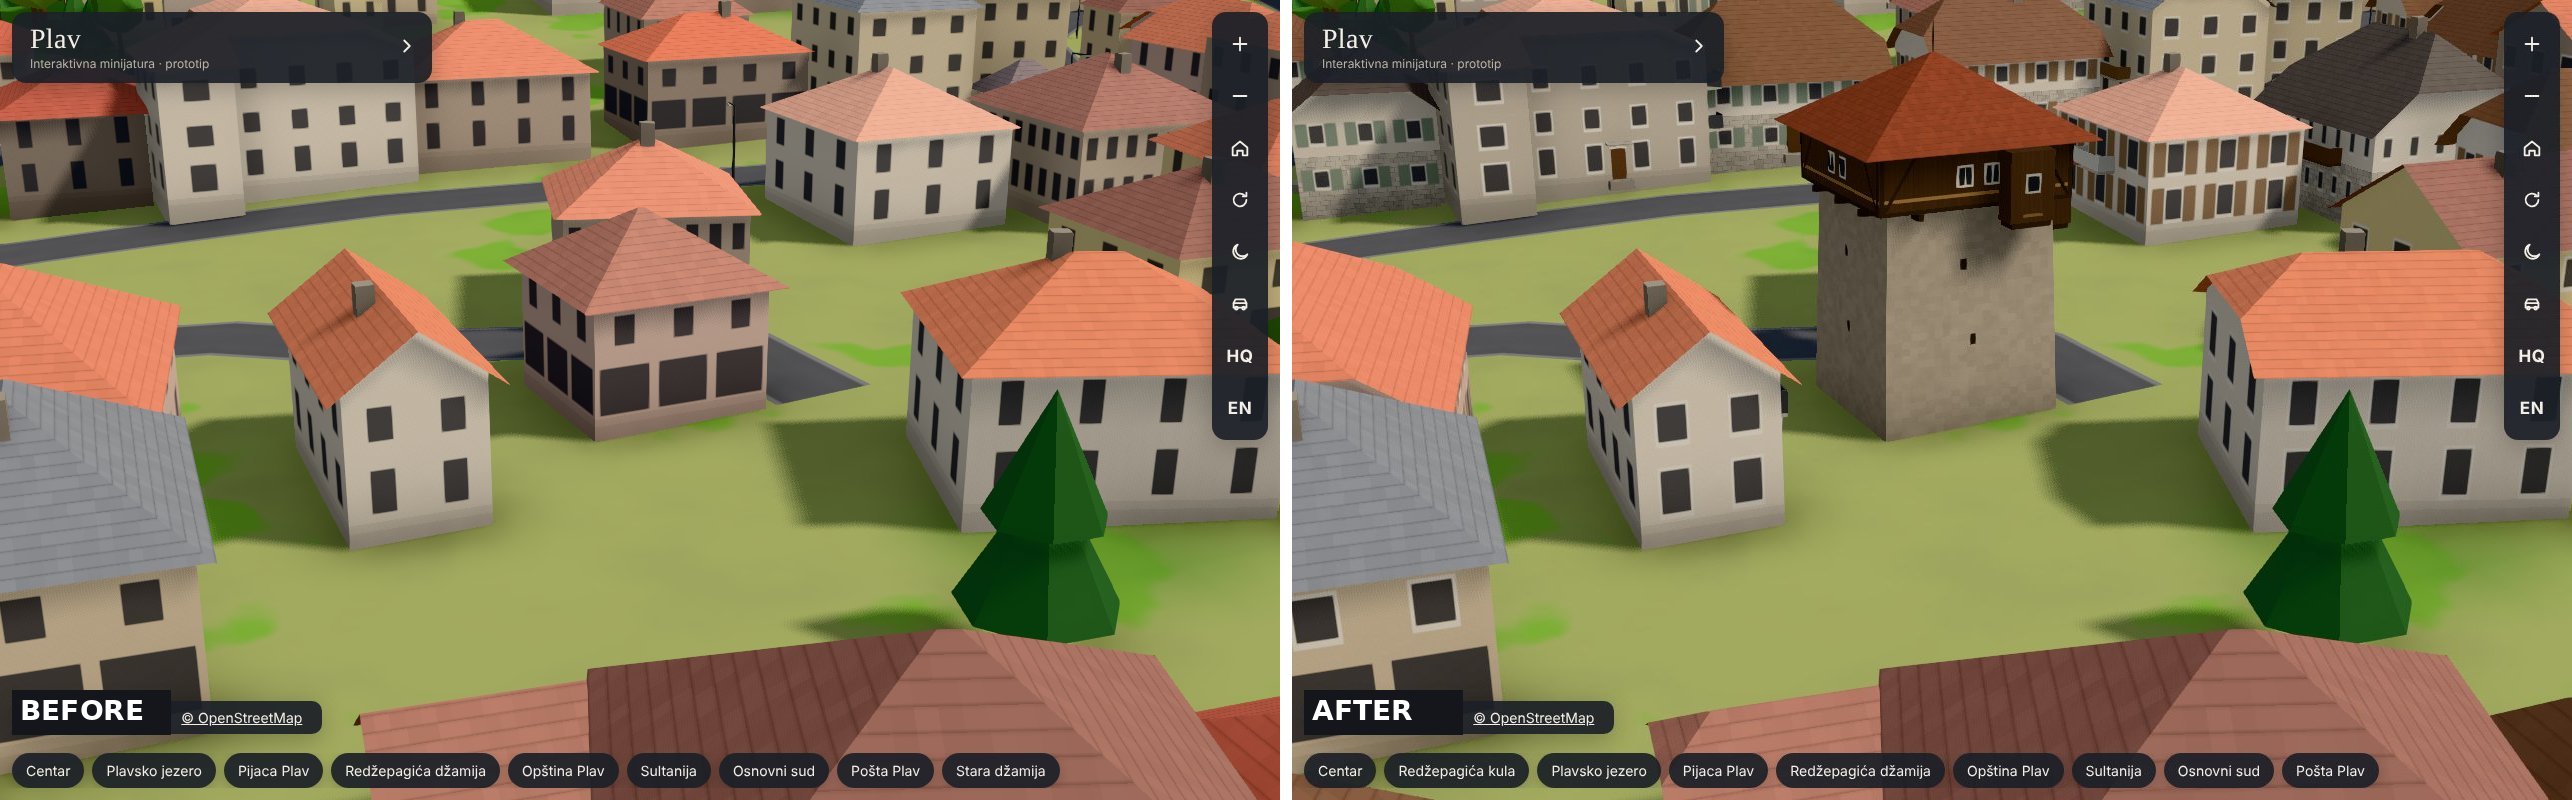 Plav
Interaktivna minijatura · prototip
HQ
EN
BEFORE
© OpenStreetMap
Centar
Plavsko jezero
Pijaca Plav
Redžepagića džamija
Opština Plav
Sultanija
Osnovni sud
Pošta Plav
Stara džamija
Plav
Interaktivna minijatura · prototip
HQ
EN
AFTER
© OpenStreetMap
Centar
Redžepagića kula
Plavsko jezero
Pijaca Plav
Redžepagića džamija
Opština Plav
Sultanija
Osnovni sud
Pošta Plav